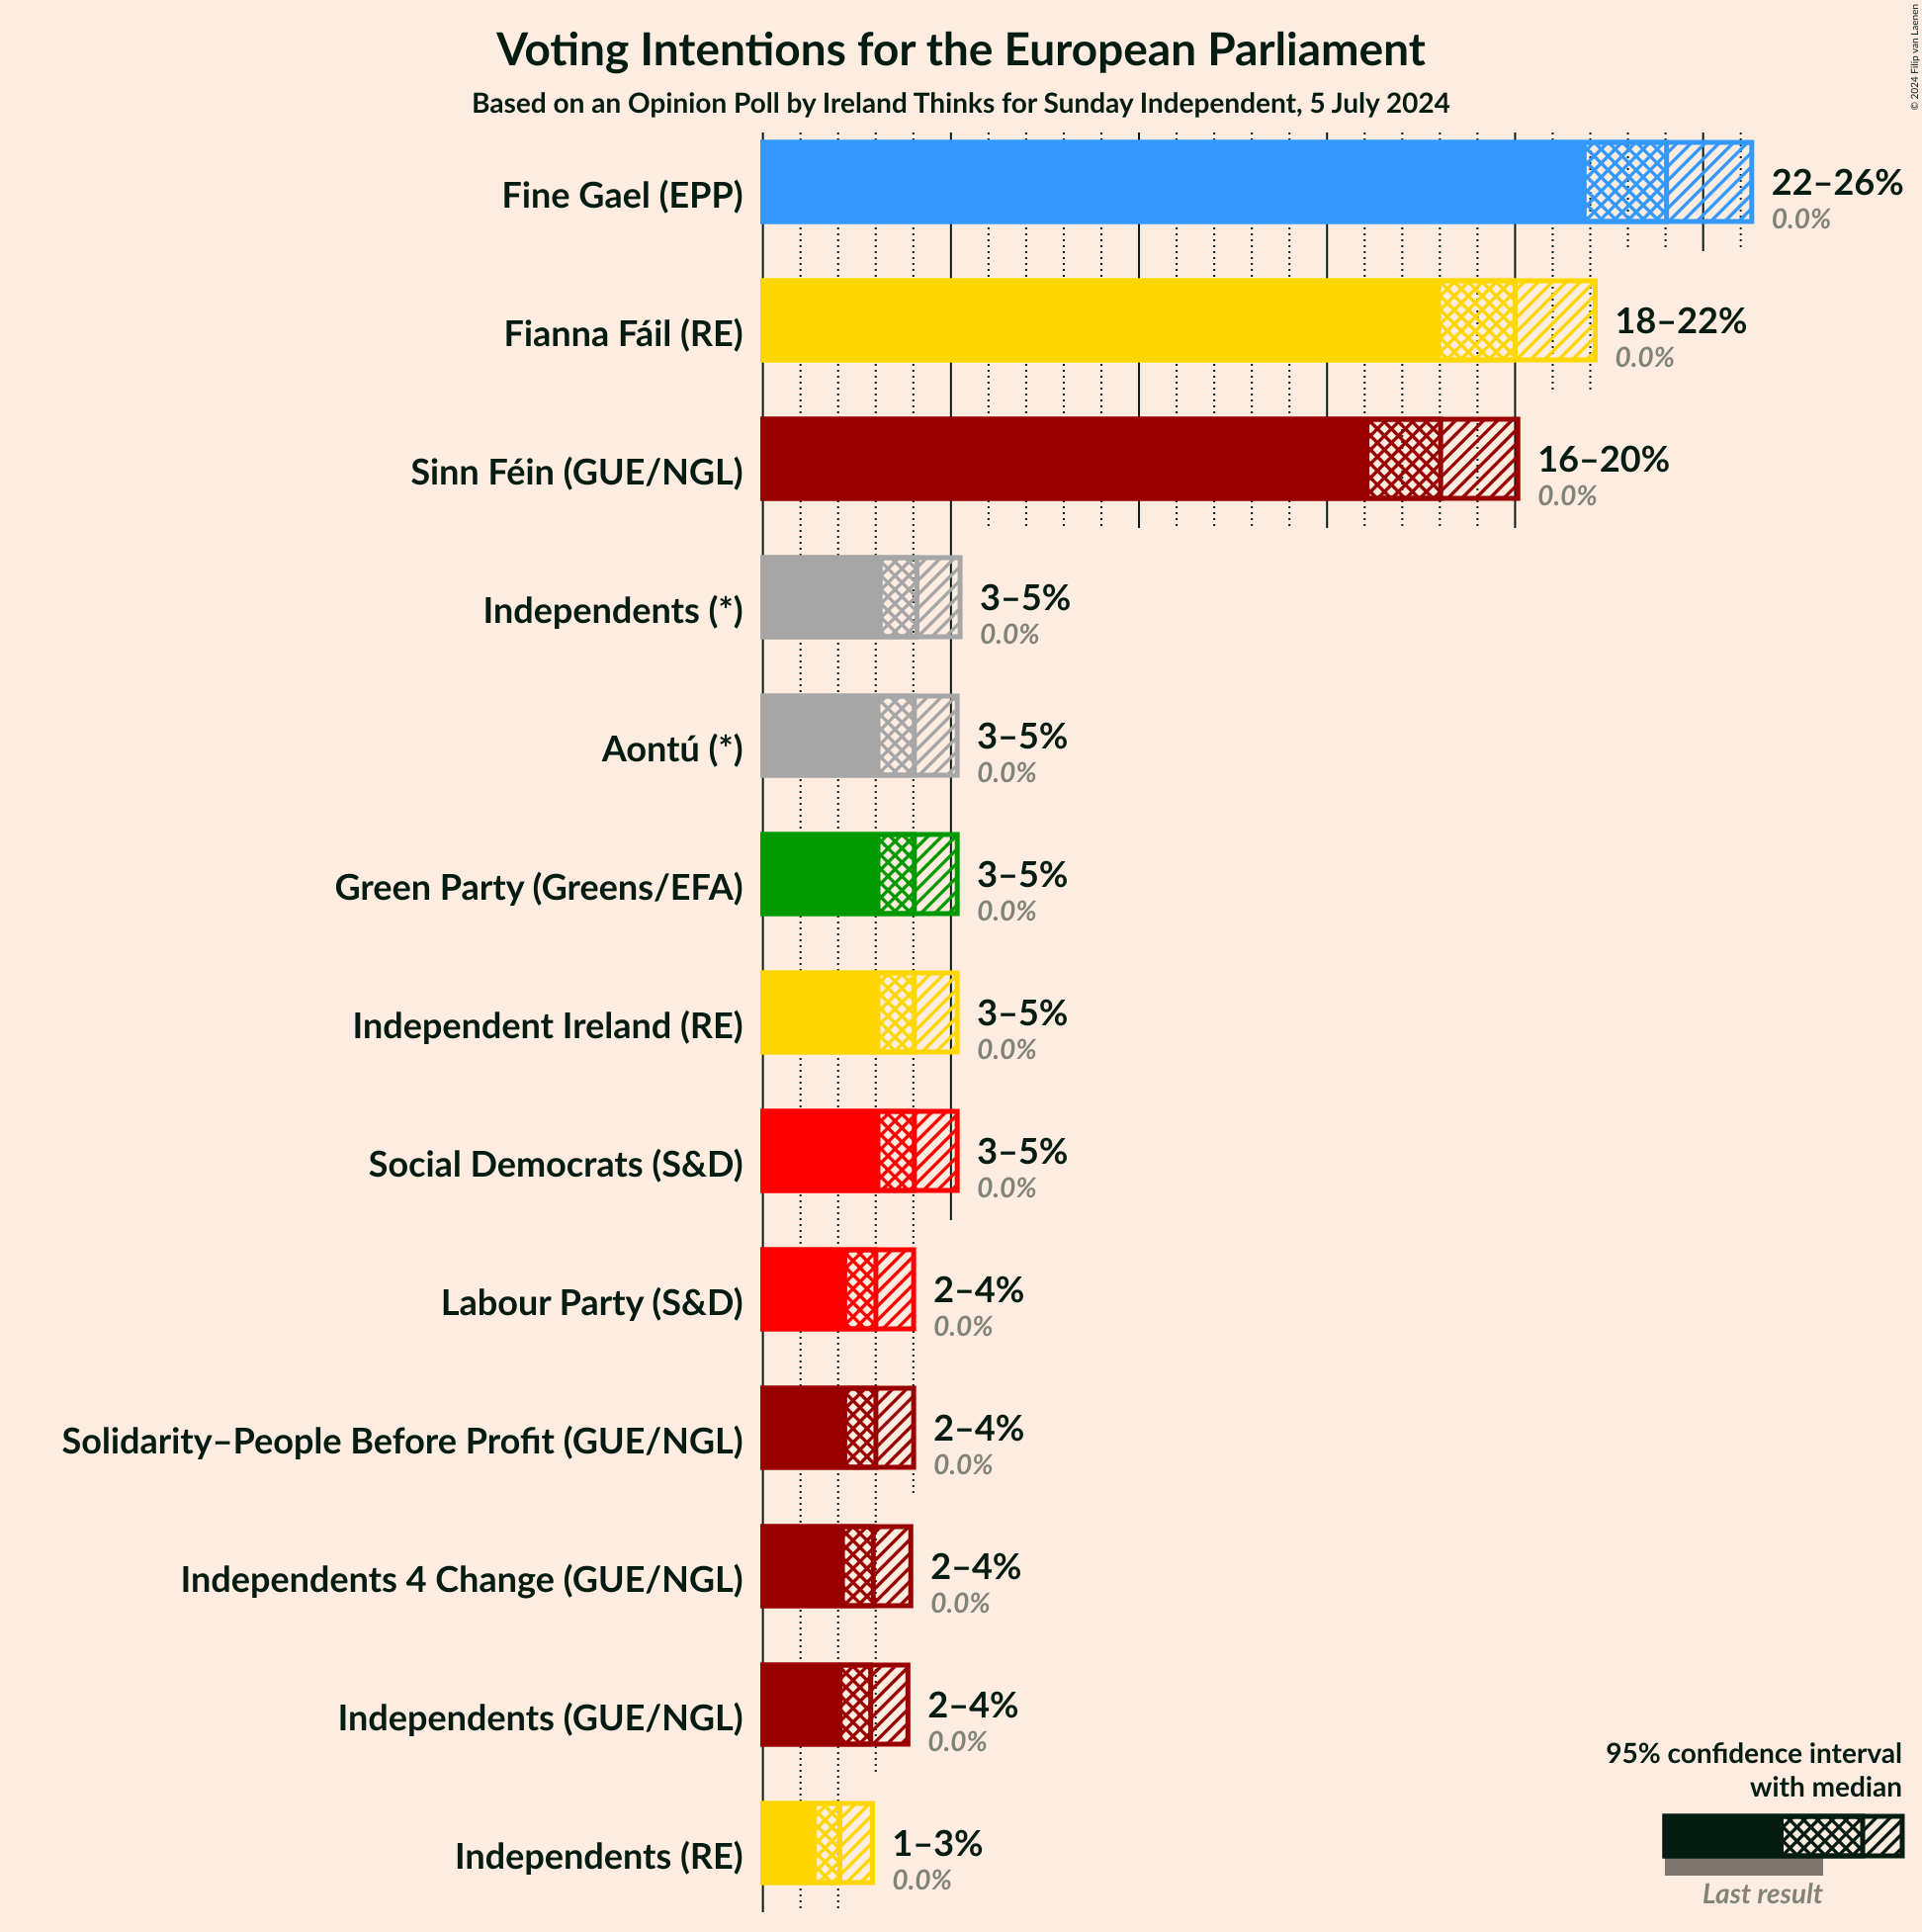 Voting Intentions for the European Parliament
Based on an Opinion Poll by Ireland Thinks for Sunday Independent, 5 July 2024
© 2024 Filip van Laenen
Fine Gael (EPP)
22–26%
0.0%
Fianna Fáil (RE)
18–22%
0.0%
Sinn Féin (GUE/NGL)
16–20%
0.0%
Independents (*)
3–5%
0.0%
Aontú (*)
3–5%
0.0%
Green Party (Greens/EFA)
3–5%
0.0%
Independent Ireland (RE)
3–5%
0.0%
Social Democrats (S&D)
3–5%
0.0%
Labour Party (S&D)
2–4%
0.0%
Solidarity–People Before Profit (GUE/NGL)
2–4%
0.0%
Independents 4 Change (GUE/NGL)
2–4%
0.0%
Independents (GUE/NGL)
2–4%
0.0%
Independents (RE)
1–3%
0.0%
95% confidence interval
with median
Last result